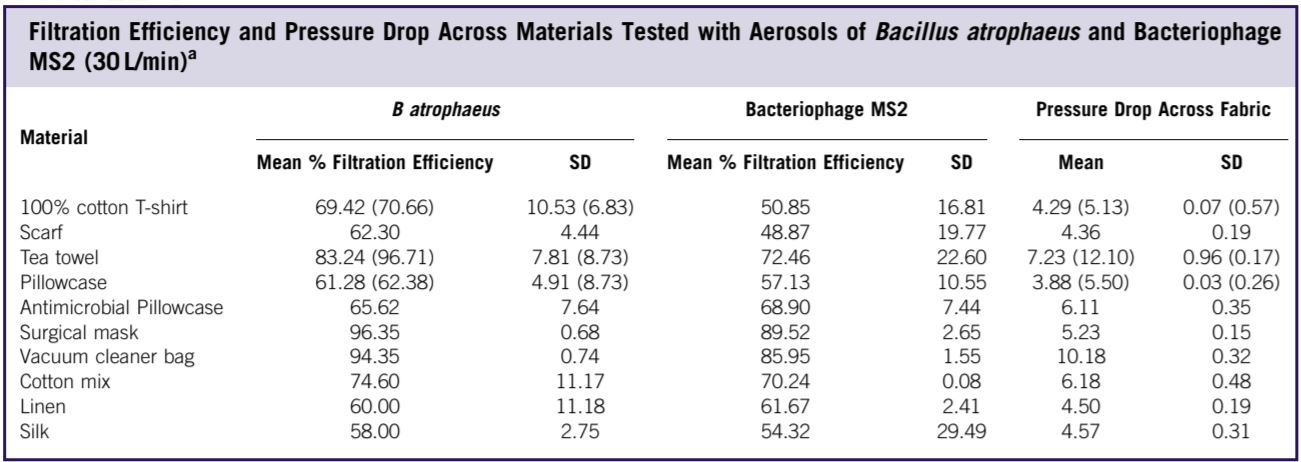 Filtration Efficiency and Pressure Drop Across Materials Tested with Aerosols of Bacillus atrophaeus and Bacteriophage
MS2 (30 L/min)a
B atrophaeus Bacteriophage MS2 Pressure Drop Across Fabric
Material
Mean % Filtration Efficiency SD Mean % Filtration Efficiency SD Mean SD
100% cotton T-shirt 69.42 (70.66) 10.53 (6.83) 50.85 16.81 4.29 (5.13) 0.07 (0.57)
Scarf 62.30 4.44 48.87 19.77 4.36 0.19
Tea towel 83.24 (96.71) 7.81 (8.73) 72.46 22.60 7.23 (12.10) 0.96 (0.17)
Pillowcase 61.28 (62.38) 4.91 (8.73) 57.13 10.55 3.88 (5.50) 0.03 (0.26)
Antimicrobial Pillowcase 65.62 7.64 68.90 7.44 6.11 0.35
Surgical mask 96.35 0.68 89.52 2.65 5.23 0.15
Vacuum cleaner bag 94.35 0.74 85.95 1.55 10.18 0.32
Cotton mix 74.60 11.17 70.24 0.08 6.18 0.48
Linen 60.00 11.18 61.67 2.41 4.50 0.19
Silk 58.00 2.75 54.32 29.49 4.57 0.31